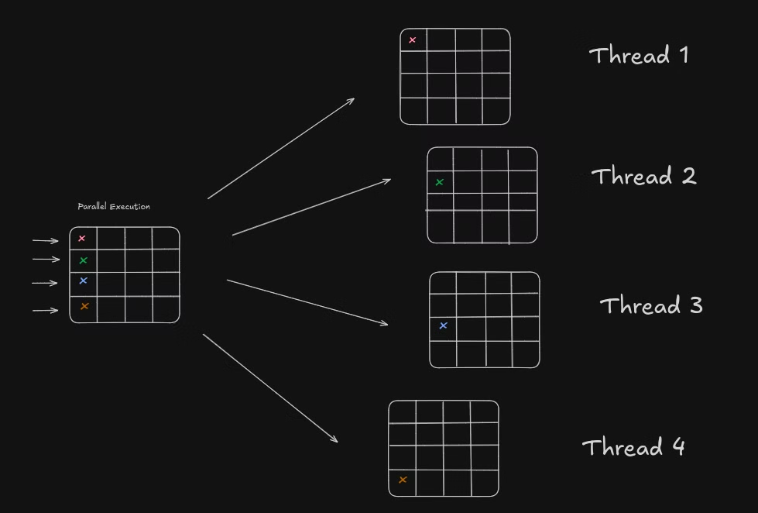 Thread 1
Thread 2
Parallel Execution
Thread 3
Thread 4